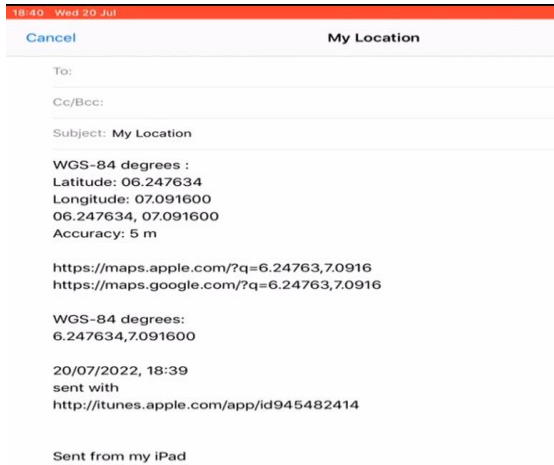 18:40 Wed 20 Jul
Cancel My Location
To:
Cc/Bcc:
Subject: My Location
WGS-84 degrees :
Latitude: 06.247634
Longitude: 07.091600
06.247634, 07.091600
Accuracy: 5 m
https://maps.apple.com/?q=6.24763,7.0916
https://maps.google.com/?q=6.24763,7.0916
WGS-84 degrees:
6.247634,7.091600
20/07/2022, 18:39
sent with
http://itunes.apple.com/app/id945482414
Sent from my iPad